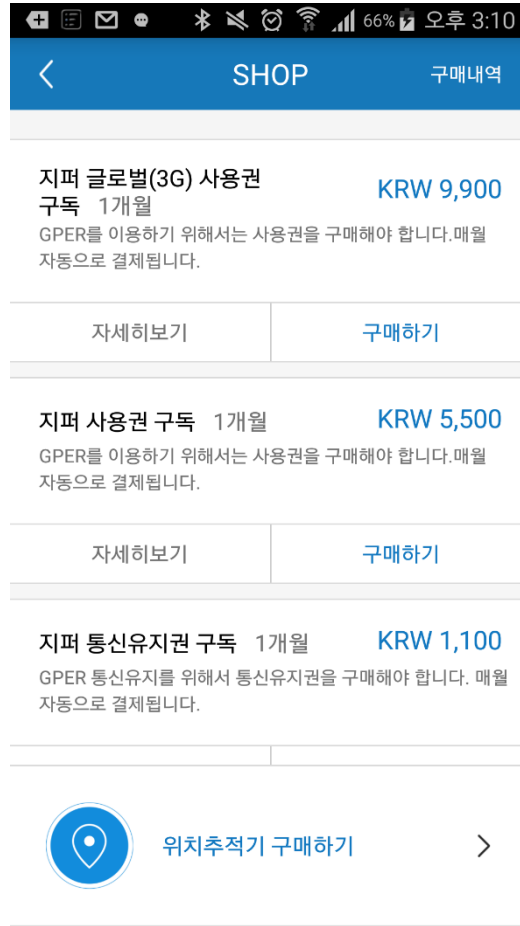 66% 오후 3:10
SHOP 구매내역
지퍼 글로벌(3G) 사용권
구독 1개월
KRW 9,900
GPER를 이용하기 위해서는 사용권을 구매해야 합니다.매월
자동으로 결제됩니다.
자세히보기 구매하기
지퍼 사용권 구독 1개월 KRW 5,500
GPER를 이용하기 위해서는 사용권을 구매해야 합니다.매월
자동으로 결제됩니다.
자세히보기 구매하기
지퍼 통신유지권 구독 1개월 KRW 1,100
GPER 통신유지를 위해서 통신유지권을 구매해야 합니다. 매월
자동으로 결제됩니다.
위치추적기 구매하기